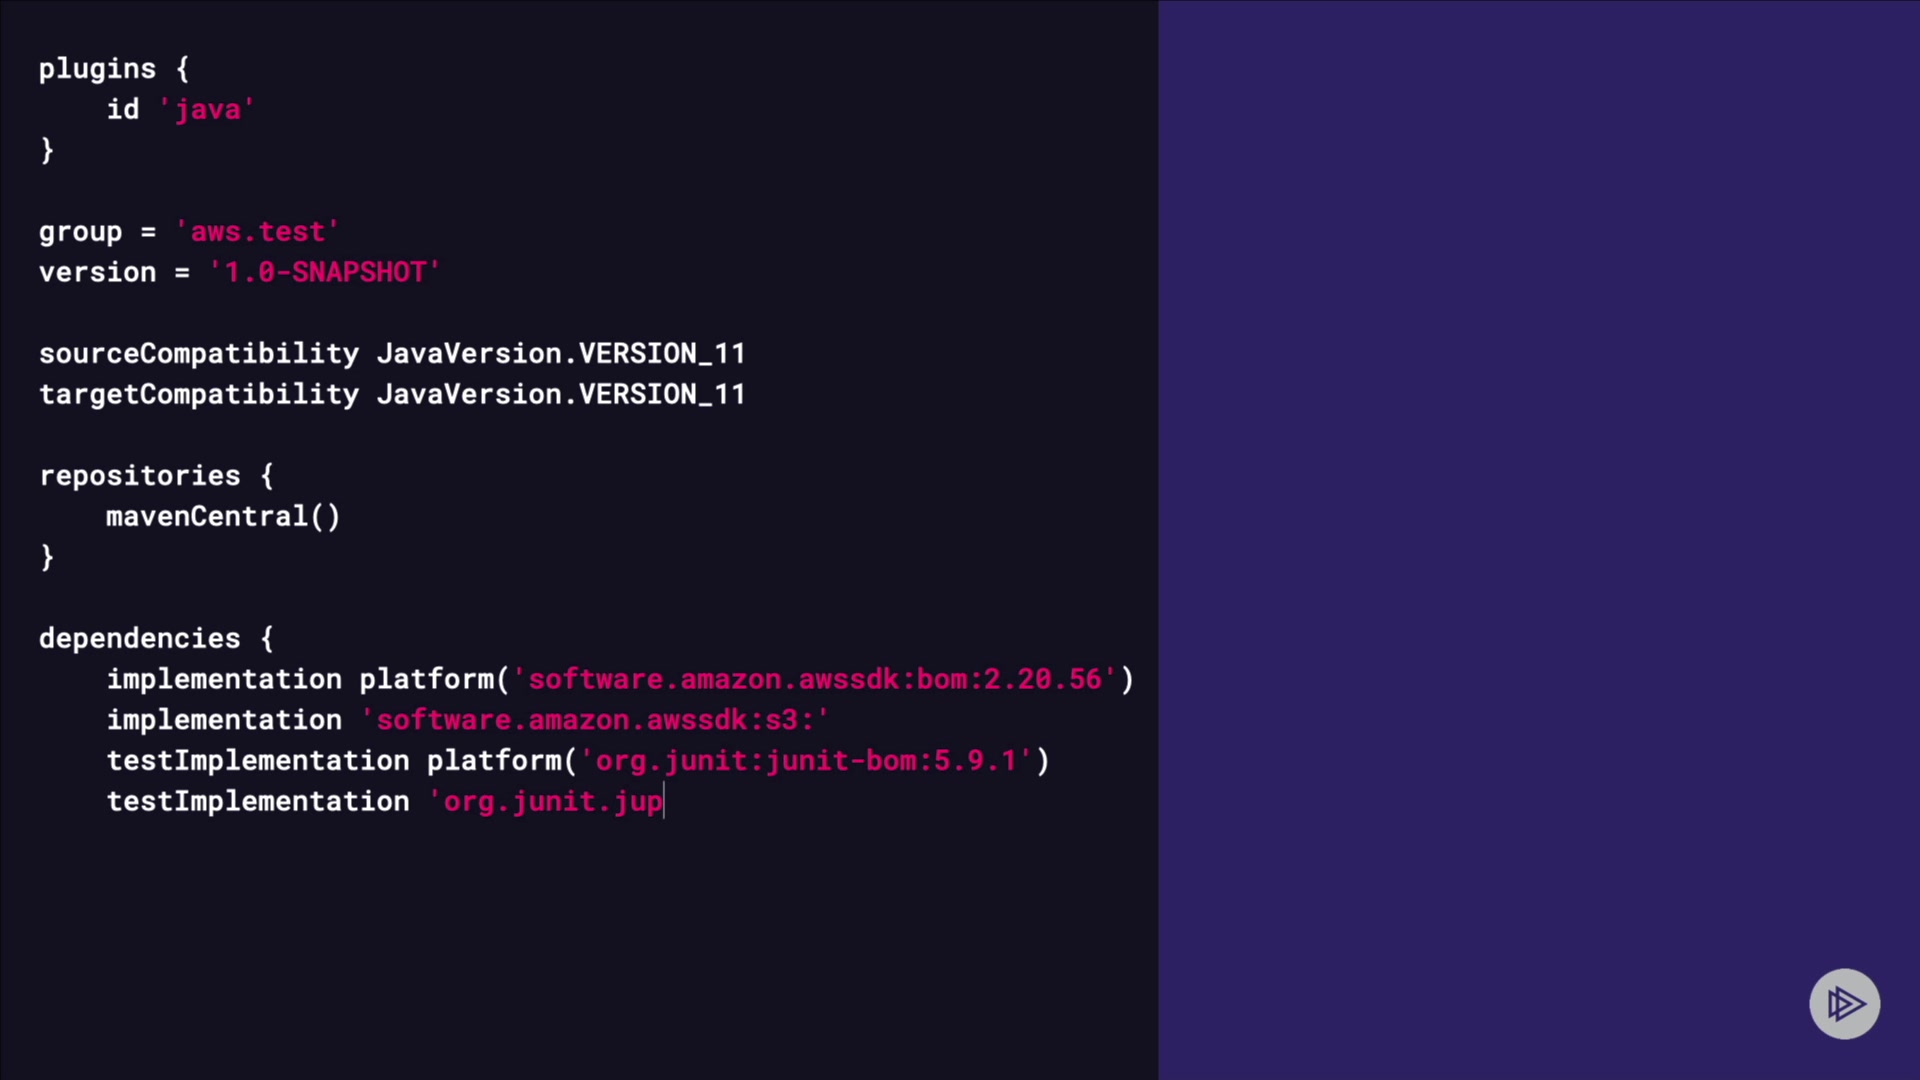 plugins {
    id 'java'
}
group = 'aws.test'
version = '1.0-SNAPSHOT'
sourceCompatibility JavaVersion.VERSION_11
targetCompatibility JavaVersion.VERSION_11
repositories {
    mavenCentral()
}
dependencies {
    implementation platform('software.amazon.awssdk:bom:2.20.56')
    implementation 'software.amazon.awssdk:s3:'
    testImplementation platform('org.junit:junit-bom:5.9.1')
    testImplementation 'org.junit.jup